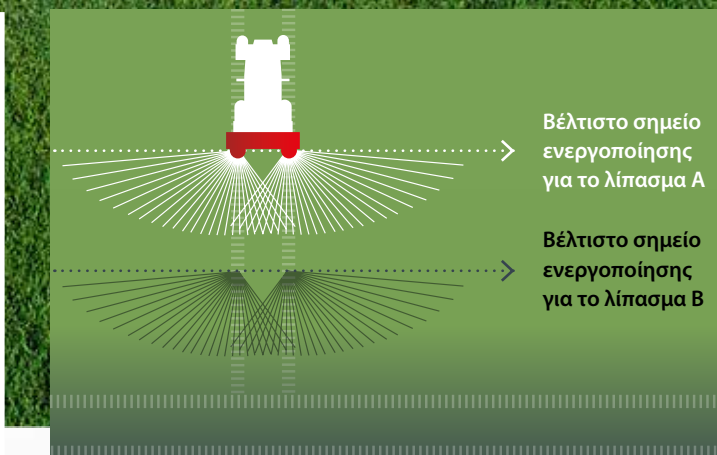 Βέλτιστο σημείο
ενεργοποίησης
για το λίπασμα Α
Βέλτιστο σημείο
ενεργοποίησης
για το λίπασμα Β